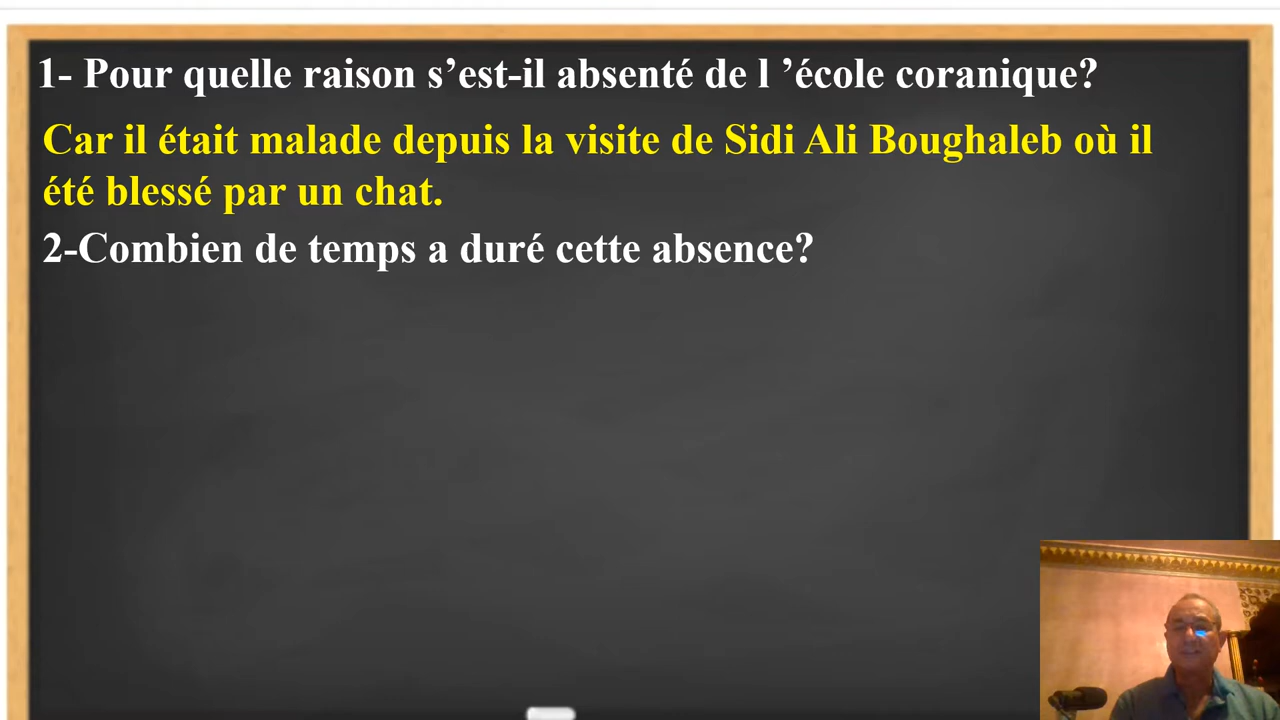 1- Pour quelle raison s’est-il absenté de l ’école coranique?
Car il était malade depuis la visite de Sidi Ali Boughaleb où il
été blessé par un chat.
2-Combien de temps a duré cette absence?